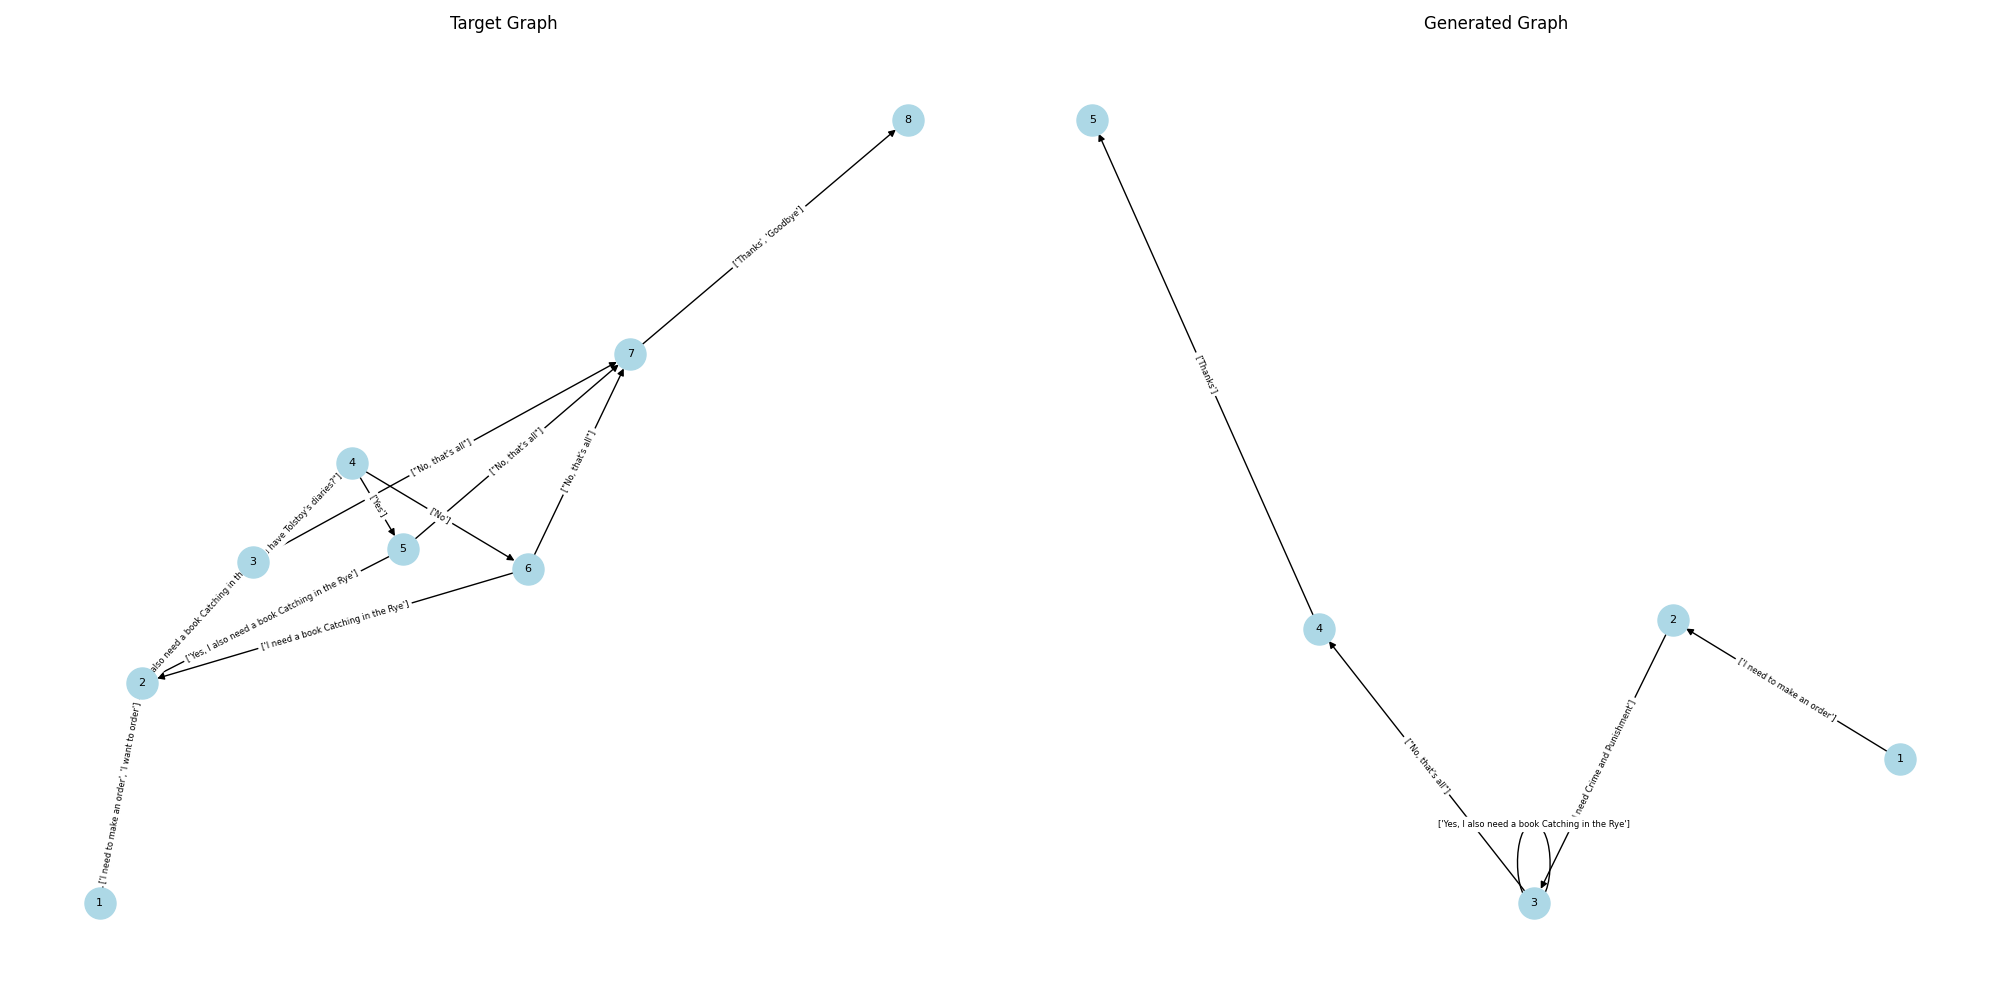 Target Graph
8
['Thanks', 'Goodbye']
7
["No, that's all"]
["No, that's all"]
["No, that's all"]
4
['Yes']
['No']
have Tolstoy's diaries?"]
3
5
6
also need a book Catching in th
['Yes, I also need a book Catching in the Rye']
['I need a book Catching in the Rye']
2
['I need to make an order', 'I want to order']
1
Generated Graph
5
['Thanks']
4
2
['I need to make an order']
1
["No, that's all"]
need Crime and Punishment']
['Yes, I also need a book Catching in the Rye']
3